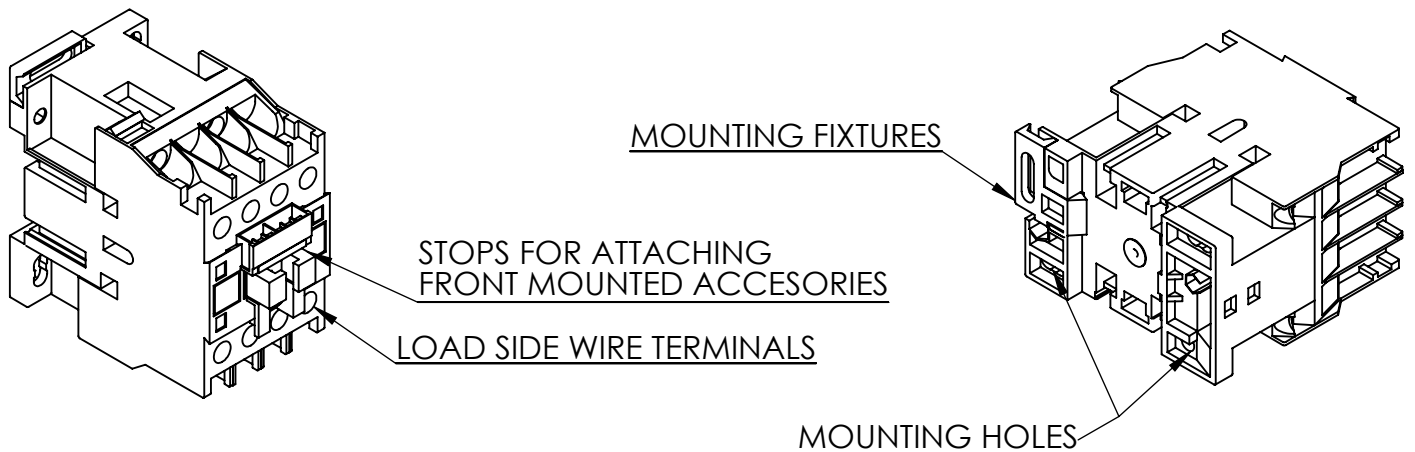 MOUNTING FIXTURES
STOPS FOR ATTACHING
FRONT MOUNTED ACCESORIES
LOAD SIDE WIRE TERMINALS
MOUNTING HOLES